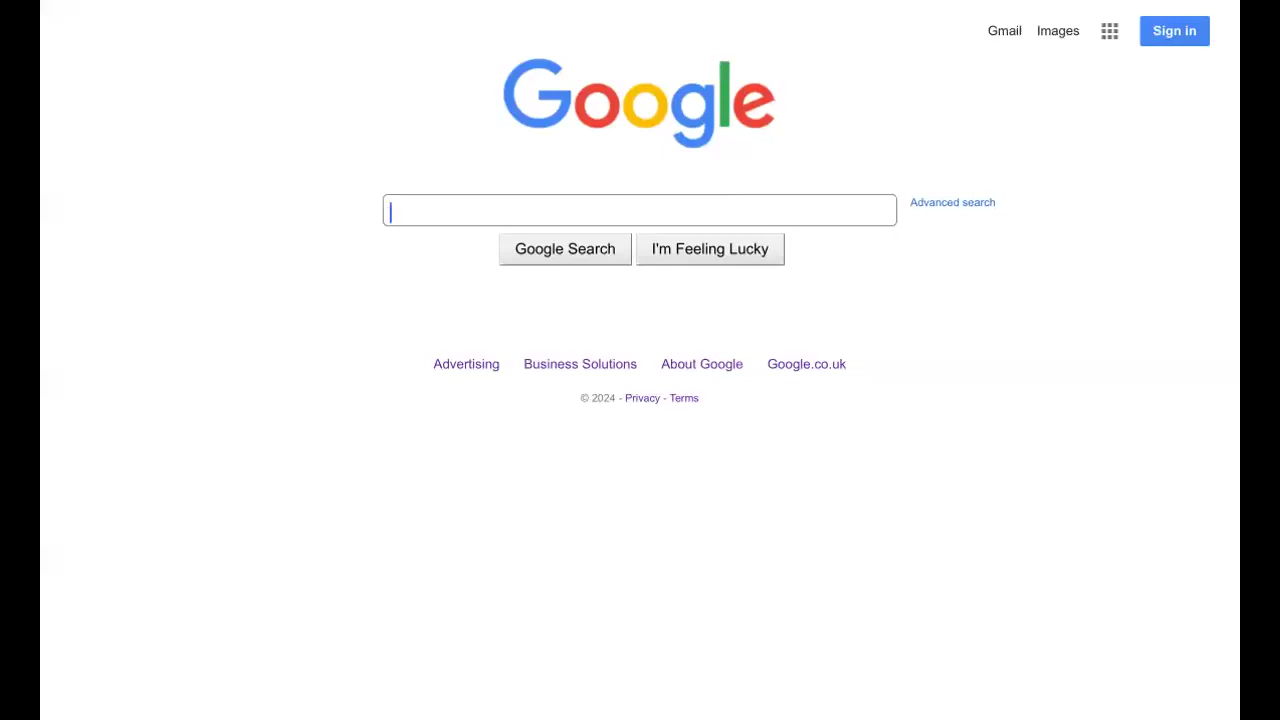 Gmail Images Sign in
Google
Advanced search
Google Search I'm Feeling Lucky
Advertising Business Solutions About Google Google.co.uk
© 2024 - Privacy - Terms